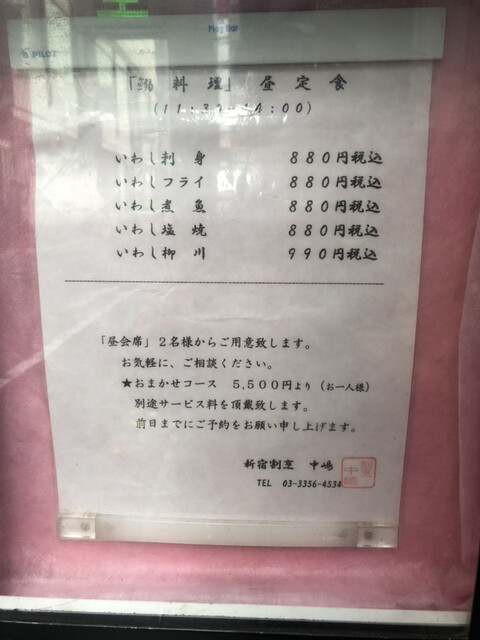 Mag Bar
PILOT
「鰯料理」昼定食
(11:30-14:00)
いわし刺身 880円税込
いわしフライ 880円税込
いわし煮魚 880円税込
いわし塩焼 880円税込
いわし柳川 990円税込
「昼会席」2名様からご用意致します。
お気軽に、ご相談ください。
★おまかせコース 5,500円より(お一人様)
別途サービス料を頂戴致します。
前日までにご予約をお願い申し上げます。
新宿割烹 中嶋
TEL 03-3356-4534